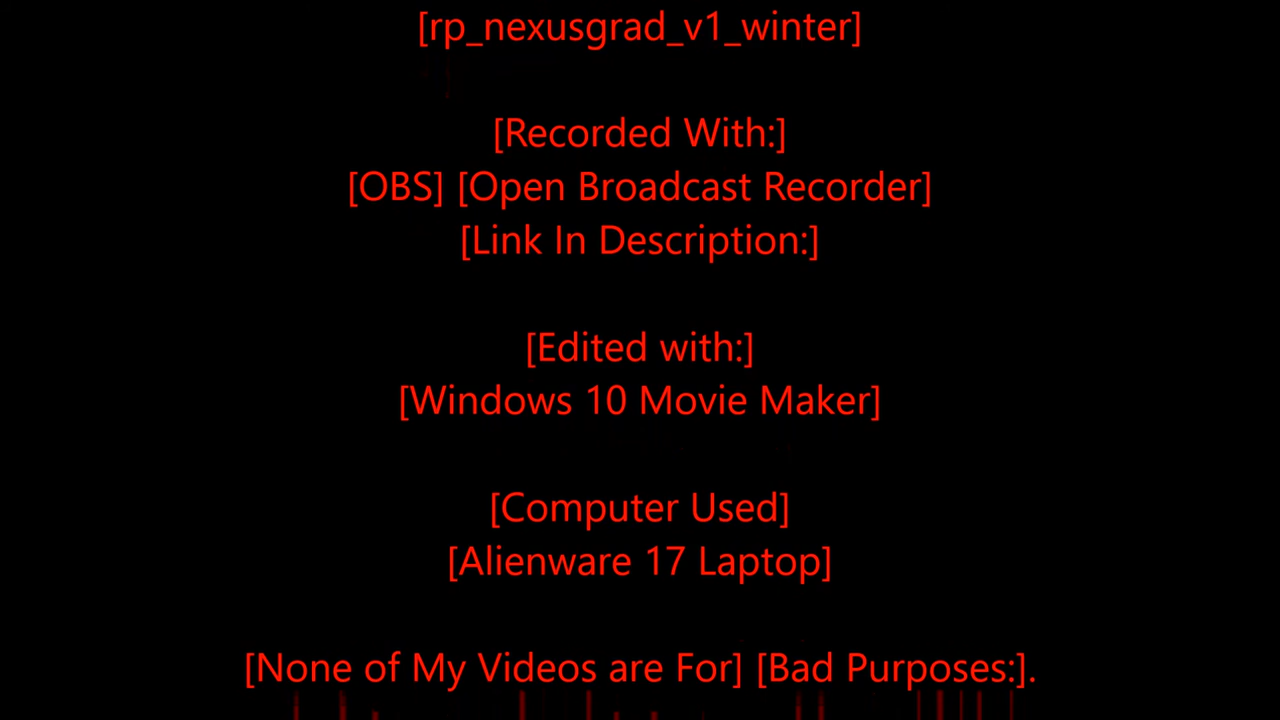 [rp_nexusgrad_v1_winter]
[Recorded With:]
[OBS] [Open Broadcast Recorder]
[Link In Description:]
[Edited with:]
[Windows 10 Movie Maker]
[Computer Used]
[Alienware 17 Laptop]
[None of My Videos are For] [Bad Purposes:].